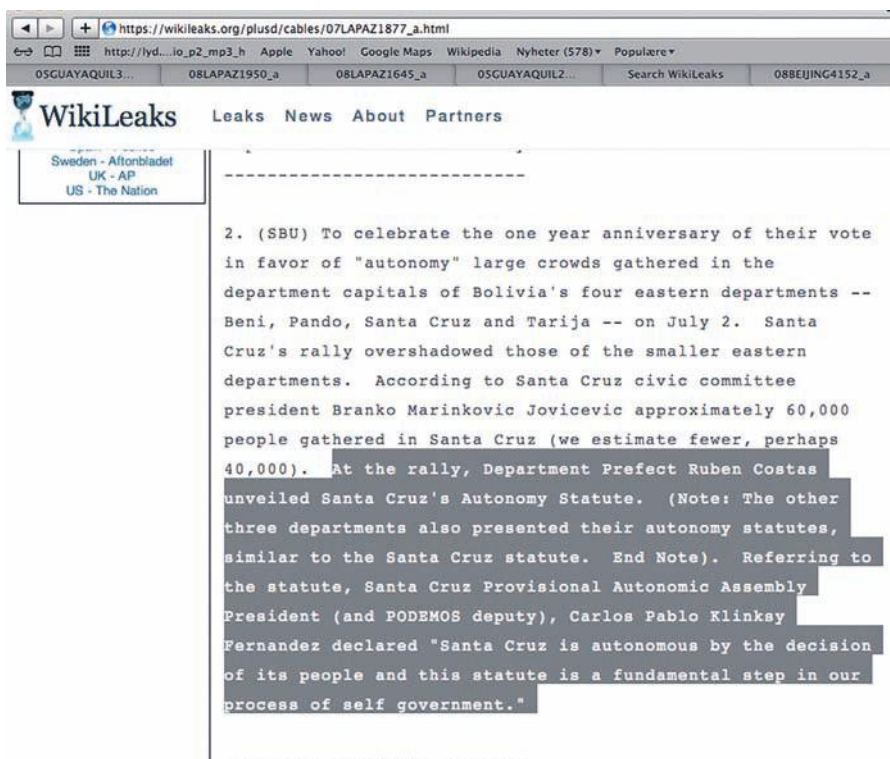 https://wikileaks.org/plusd/cables/07LAPAZ1877_a.html
http://lyd....io_p2_mp3_h Apple Yahoo! Google Maps Wikipedia Nyheter (578) Populære
05GUAYAQUIL3... 08LAPAZ1950_a 08LAPAZ1645_a 05GUAYAQUIL2... Search WikiLeaks 08BEIJING4152_a
WikiLeaks Leaks News About Partners
Sweden - Aftonbladet
UK - AP
US - The Nation
----------------------------
2. (SBU) To celebrate the one year anniversary of their vote
in favor of "autonomy" large crowds gathered in the
department capitals of Bolivia's four eastern departments --
Beni, Pando, Santa Cruz and Tarija -- on July 2. Santa
Cruz's rally overshadowed those of the smaller eastern
departments. According to Santa Cruz civic committee
president Branko Marinkovic Jovicevic approximately 60,000
people gathered in Santa Cruz (we estimate fewer, perhaps
40,000). At the rally, Department Prefect Ruben Costas
unveiled Santa Cruz's Autonomy Statute. (Note: The other
three departments also presented their autonomy statutes,
similar to the Santa Cruz statute. End Note). Referring to
the statute, Santa Cruz Provisional Autonomic Assembly
President (and PODEMOS deputy), Carlos Pablo Klinksy
Fernandez declared "Santa Cruz is autonomous by the decision
of its people and this statute is a fundamental step in our
process of self government."